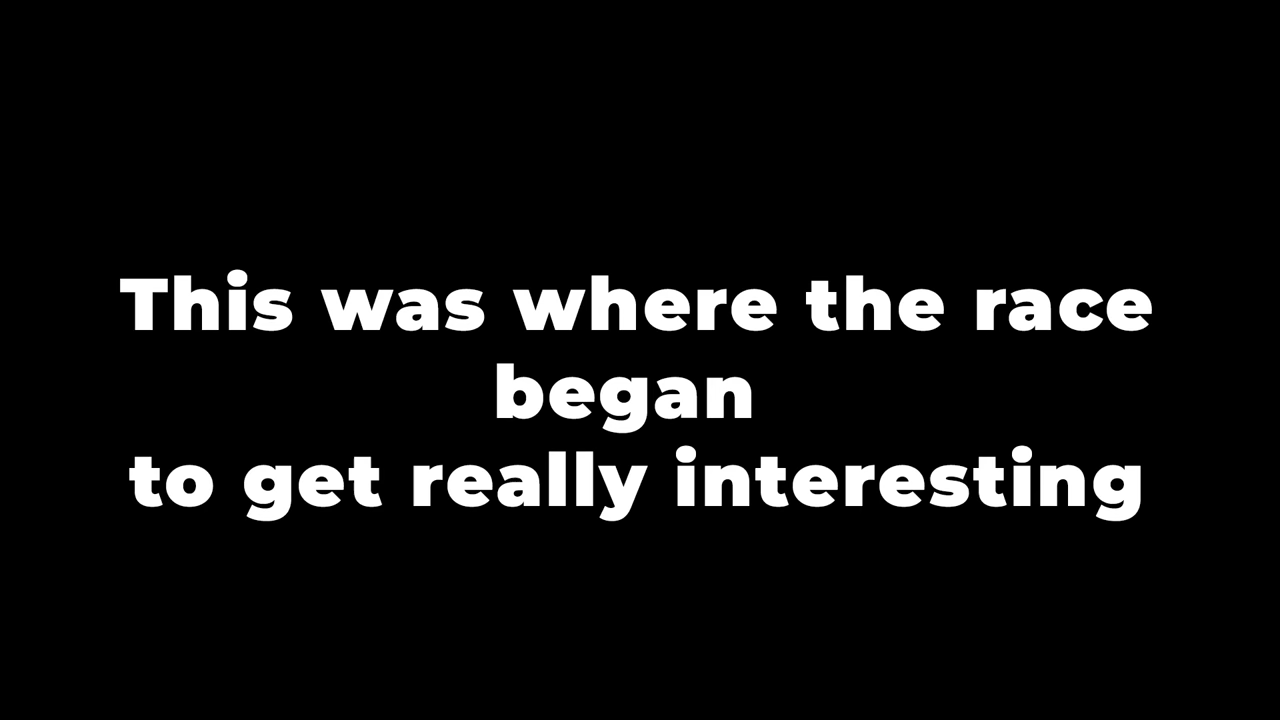 This was where the race
began
to get really interesting